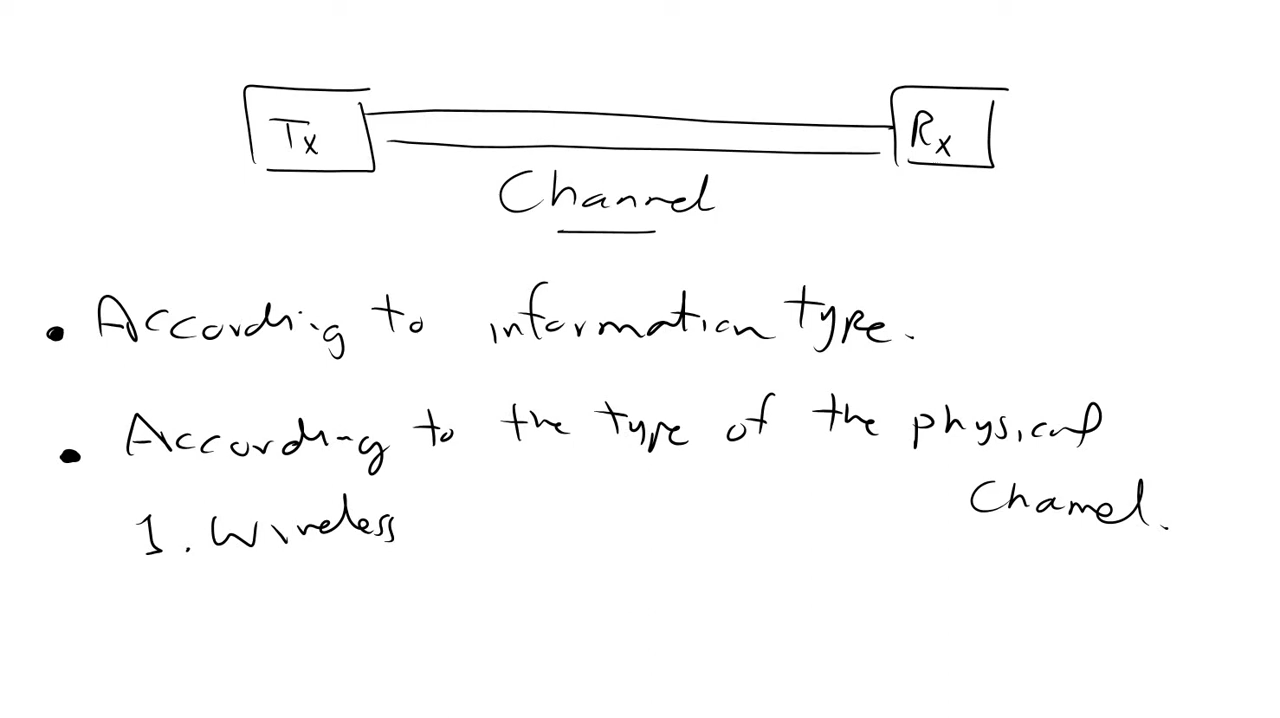 Tx Rx
Channel
• According to information type.
• According to the type of the physical
Channel.
1. Wireless